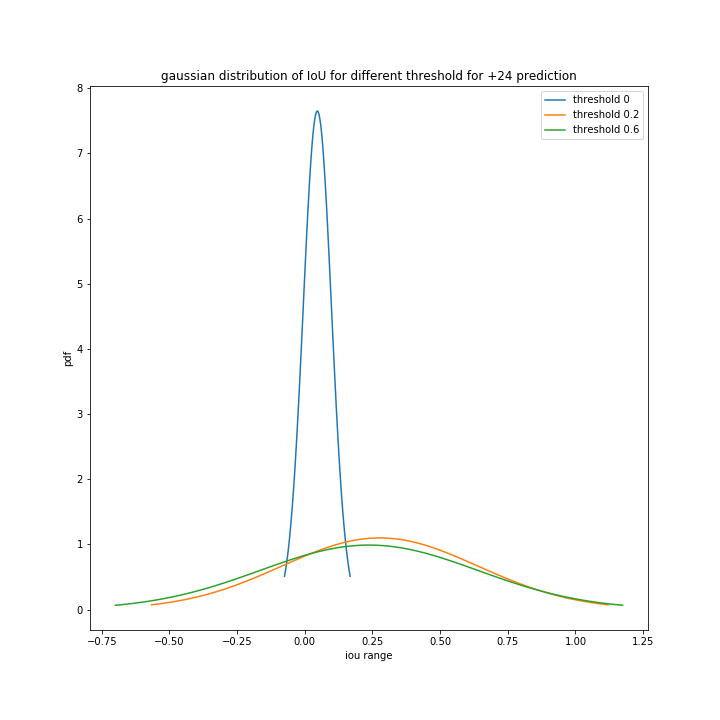 gaussian distribution of IoU for different threshold for +24 prediction
threshold 0
threshold 0.2
threshold 0.6
8
7
6
5
4
3
2
1
0
pdf
−0.75 −0.50 −0.25 0.00 0.25 0.50 0.75 1.00 1.25
iou range